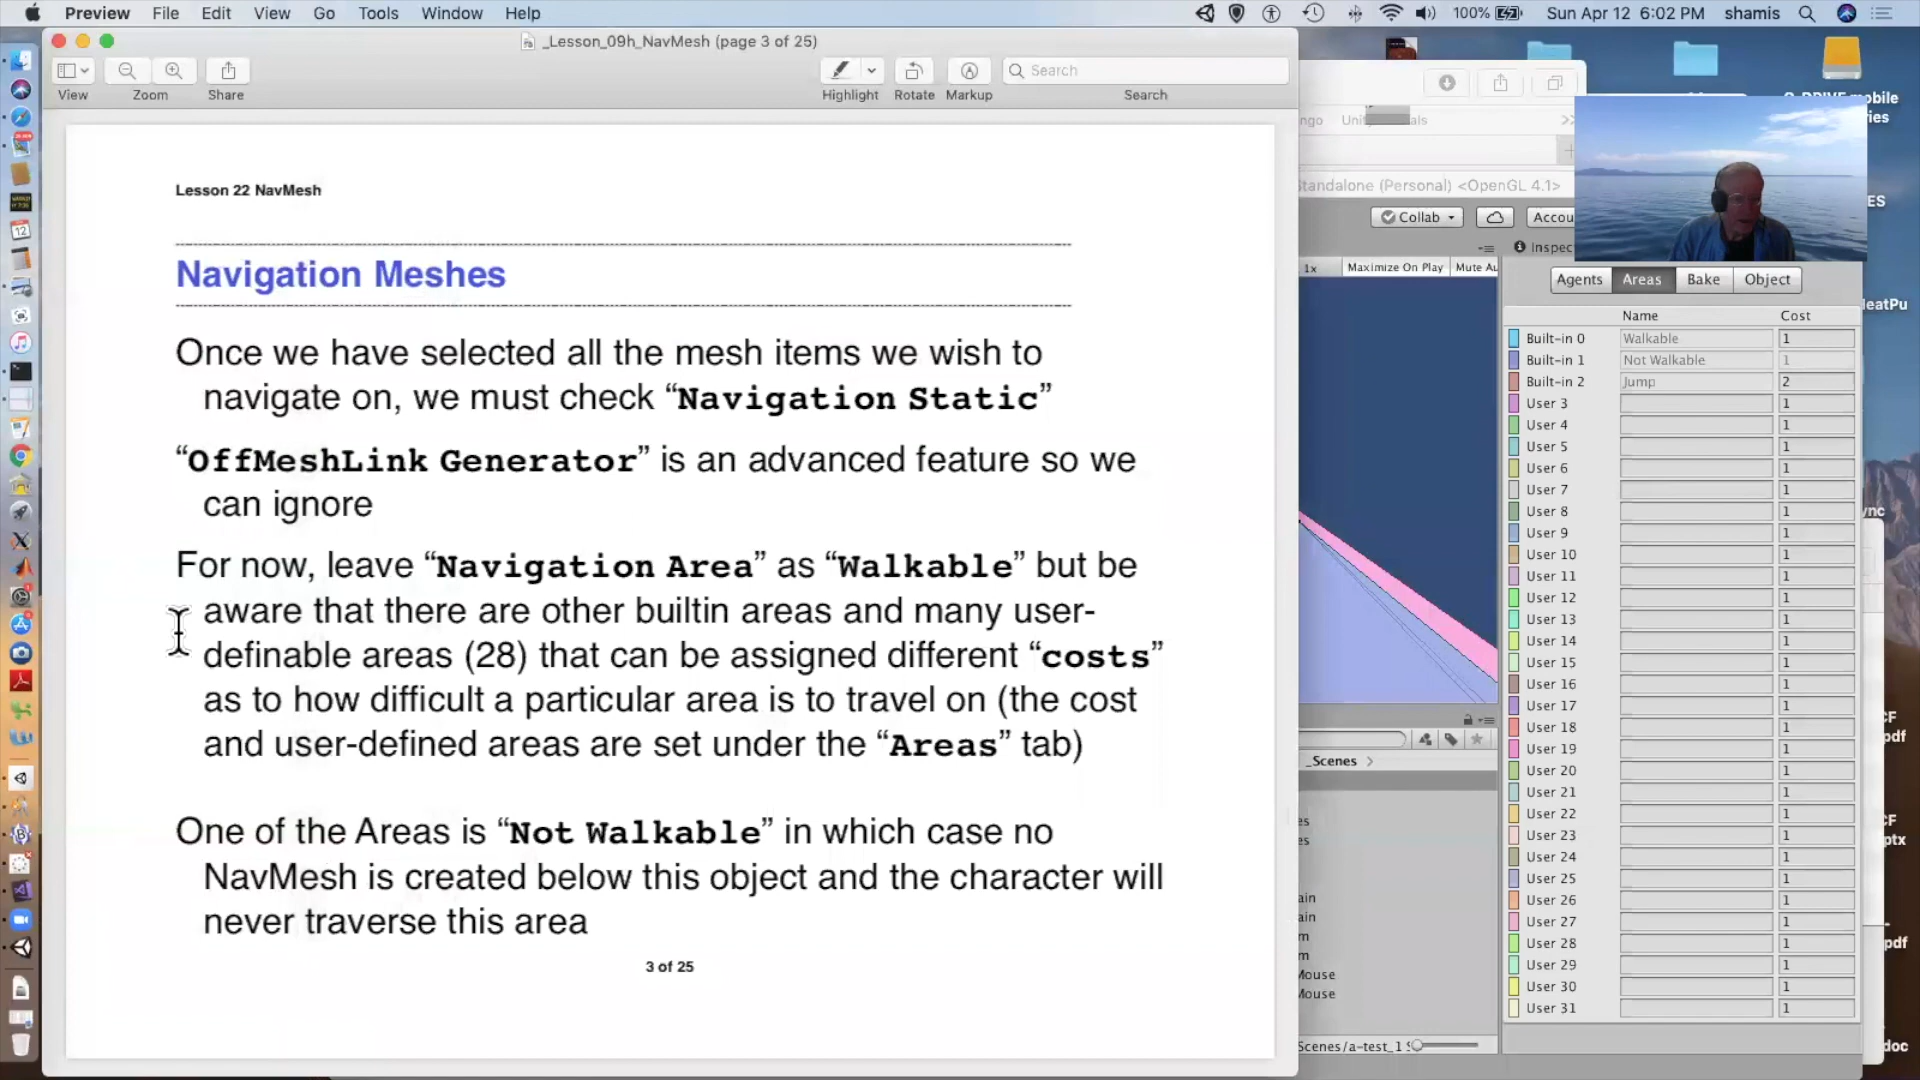 Preview File Edit View Go Tools Window Help
100% Sun Apr 12 6:02 PM shamis
_Lesson_09h_NavMesh (page 3 of 25)
Search
View Zoom Share Highlight Rotate Markup Search
Lesson 22 NavMesh
Navigation Meshes
Once we have selected all the mesh items we wish to
navigate on, we must check “Navigation Static”
“OffMeshLink Generator” is an advanced feature so we
can ignore
For now, leave “Navigation Area” as “Walkable” but be
aware that there are other builtin areas and many user-
definable areas (28) that can be assigned different “costs”
as to how difficult a particular area is to travel on (the cost
and user-defined areas are set under the “Areas” tab)
One of the Areas is “Not Walkable” in which case no
NavMesh is created below this object and the character will
never traverse this area
3 of 25
Standalone (Personal) <OpenGL 4.1>
Collab Accou
Inspec
1x Maximize On Play Mute Au
Agents Areas Bake Object
Name Cost
Built-in 0 Walkable 1
Built-in 1 Not Walkable 1
Built-in 2 Jump 2
User 3 1
User 4 1
User 5 1
User 6 1
User 7 1
User 8 1
User 9 1
User 10 1
User 11 1
User 12 1
User 13 1
User 14 1
User 15 1
User 16 1
User 17 1
User 18 1
User 19 1
User 20 1
User 21 1
User 22 1
User 23 1
User 24 1
User 25 1
User 26 1
User 27 1
User 28 1
User 29 1
User 30 1
User 31 1
_Scenes
Mouse
Mouse
Scenes/a-test_1
mobile